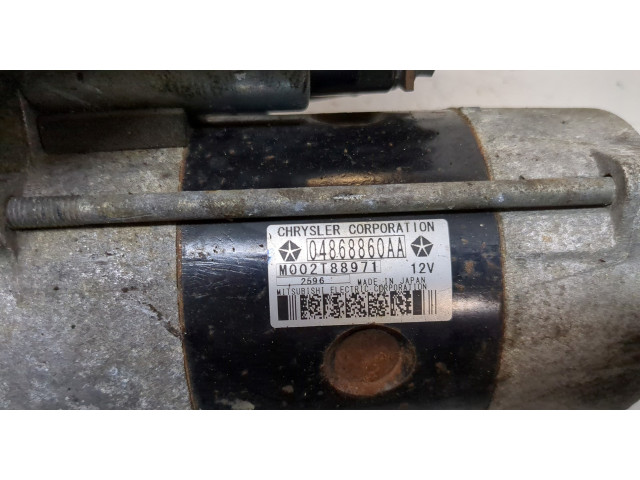 CHRYSLER CORPORATION
04868860AA
M002T88971 12V
2596 MADE IN JAPAN
MITSUBISHI ELECTRIC CORPORATION